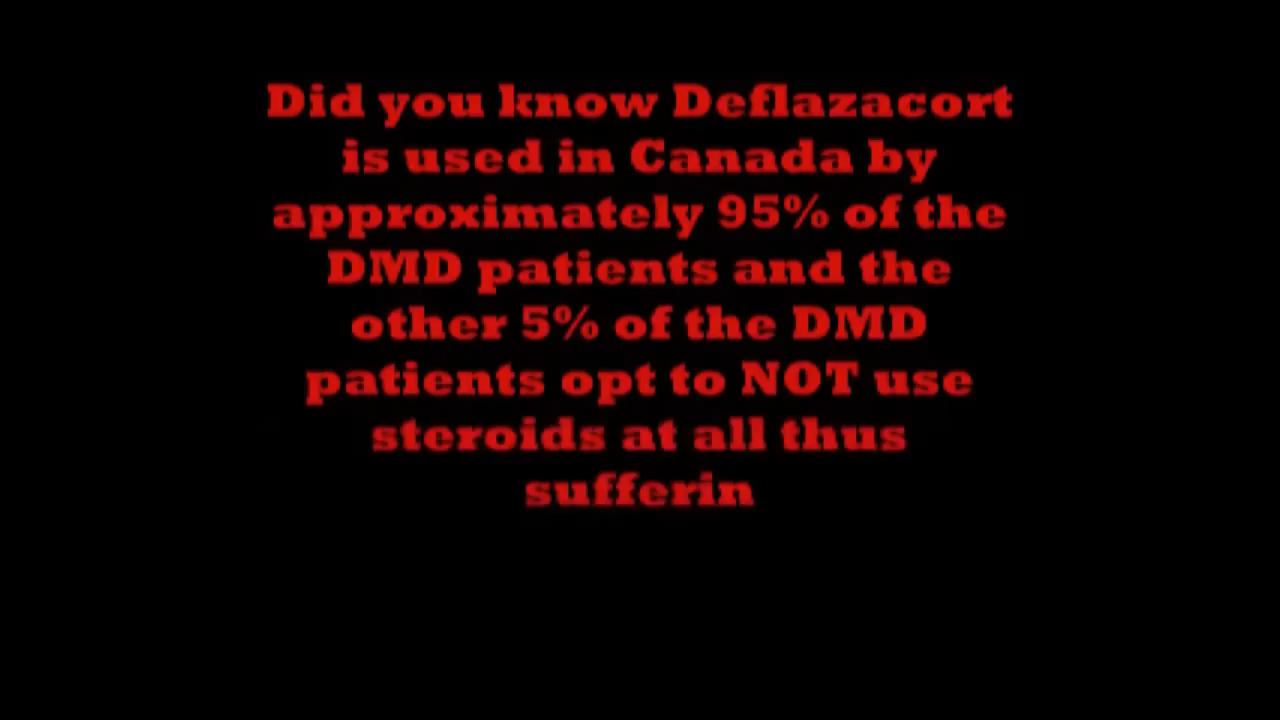 Did you know Deflazacort
is used in Canada by
approximately 95% of the
DMD patients and the
other 5% of the DMD
patients opt to NOT use
steroids at all thus
sufferin